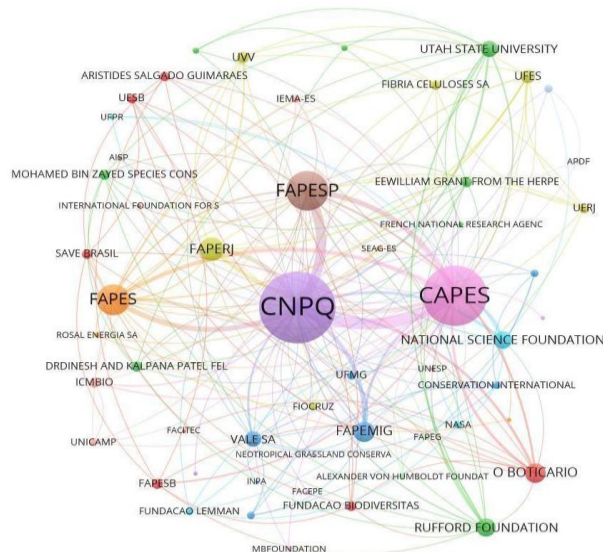 UTAH STATE UNIVERSITY
UVV
ARISTIDES SALGADO GUIMARAES
UFES
FIBRIA CELULOSES SA
UESB
IEMA-ES
UFPR
AISP
APDF
MOHAMED BIN ZAYED SPECIES CONS
FAPESP
EEWILLIAM GRANT FROM THE HERPE
INTERNATIONAL FOUNDATION FOR S
UERJ
FRENCH NATIONAL RESEARCH AGENC
FAPERJ
SEAG-ES
SAVE BRASIL
FAPES
CNPQ
CAPES
ROSAL ENERGIA SA
NATIONAL SCIENCE FOUNDATION
DRDINESH AND KALPANA PATEL FEL
UNESP
UFMG
ICMBIO
CONSERVATION INTERNATIONAL
FIOCRUZ
NASA
FACITEC
FAPEMIG
FAPEG
UNICAMP
VALE SA
NEOTROPICAL GRASSLAND CONSERVA
O BOTICARIO
ALEXANDER VON HUMBOLDT FOUNDAT
FAPESB
INPA
FACEPE
FUNDACAO BIODIVERSITAS
FUNDACAO LEMMAN
RUFFORD FOUNDATION
MBFOUNDATION